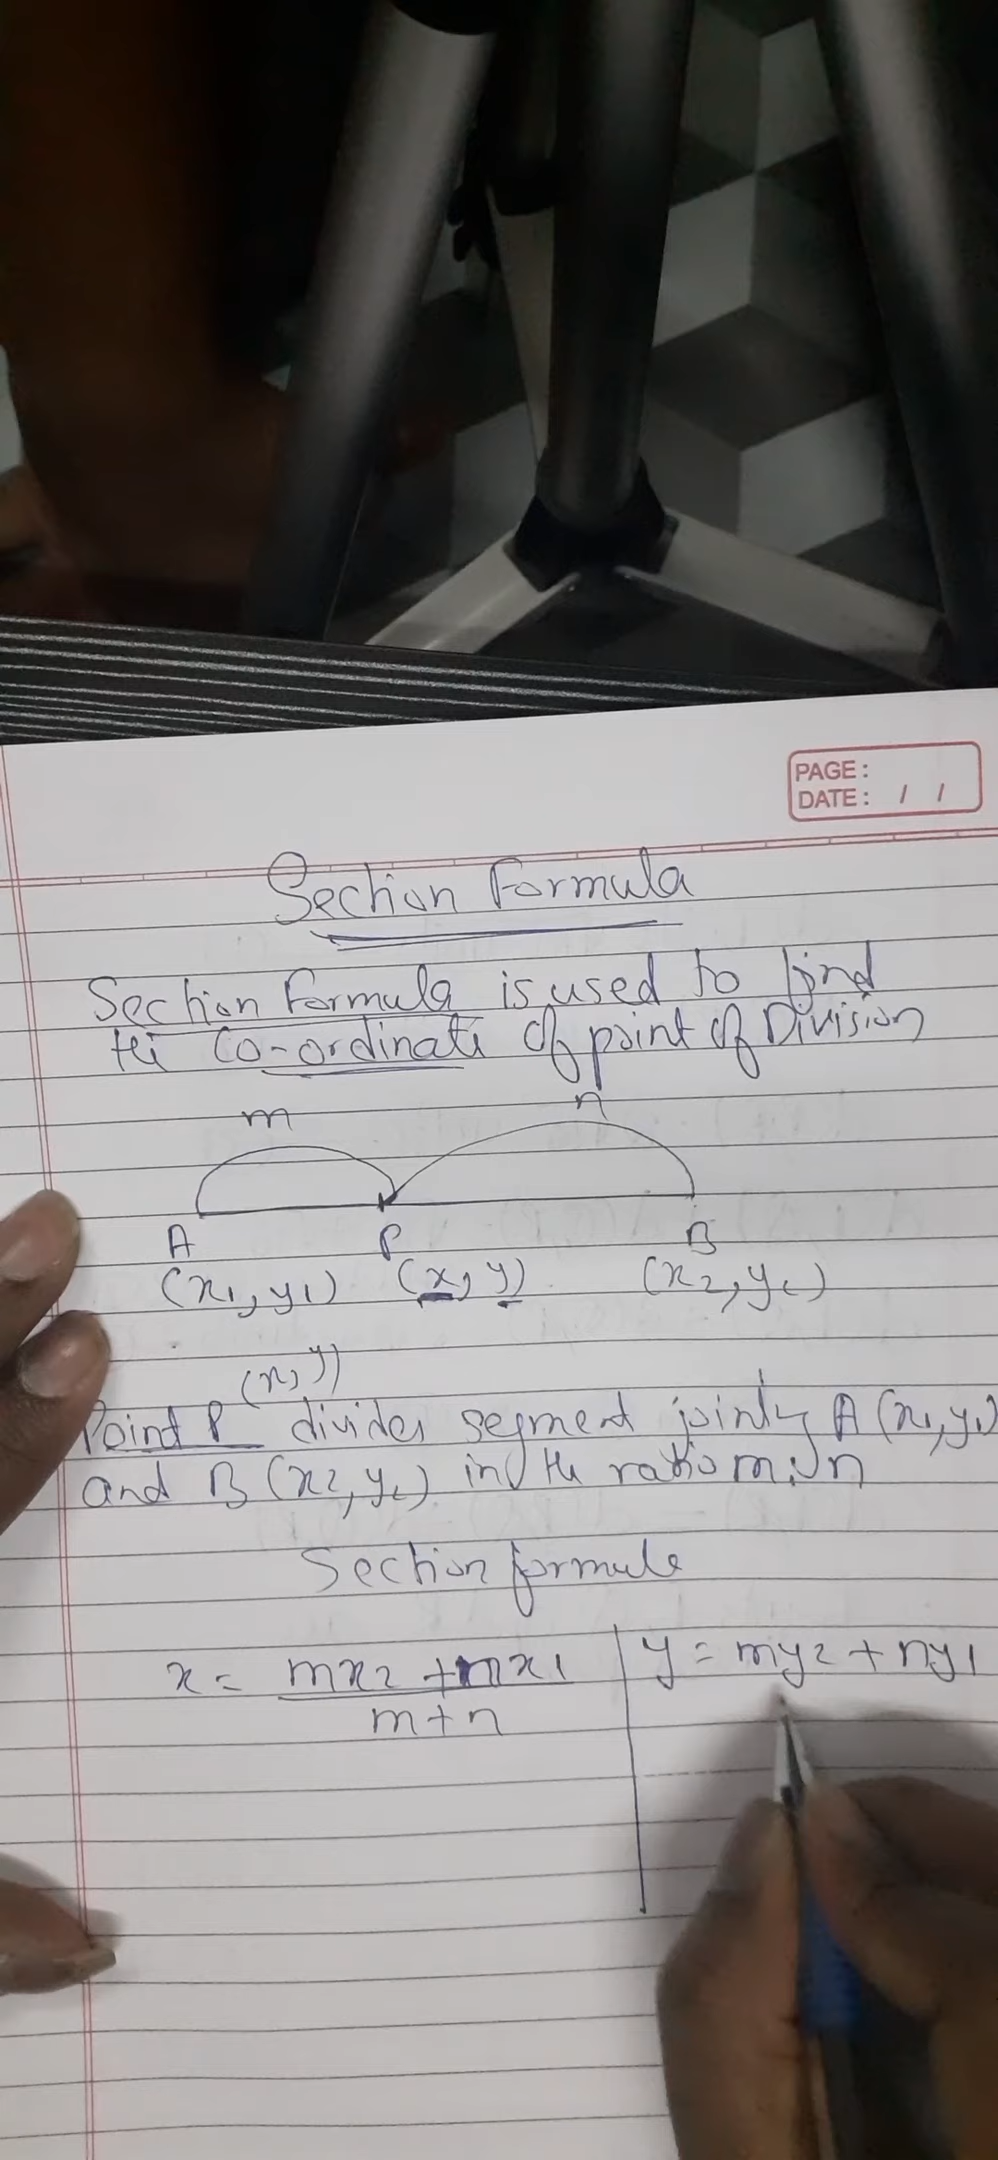 PAGE :
DATE : / /
Section Formula
Section Formula is used to find
the Co-ordinate of point of Division
m n
A P B
(x1, y1) (x, y) (x2, y2)
(x, y)
Point P divides segment joining A (x1, y1)
and B (x2, y2) in the ratio m:n
Section formula
x = mx2 + nx1 y = my2 + ny1
m+n